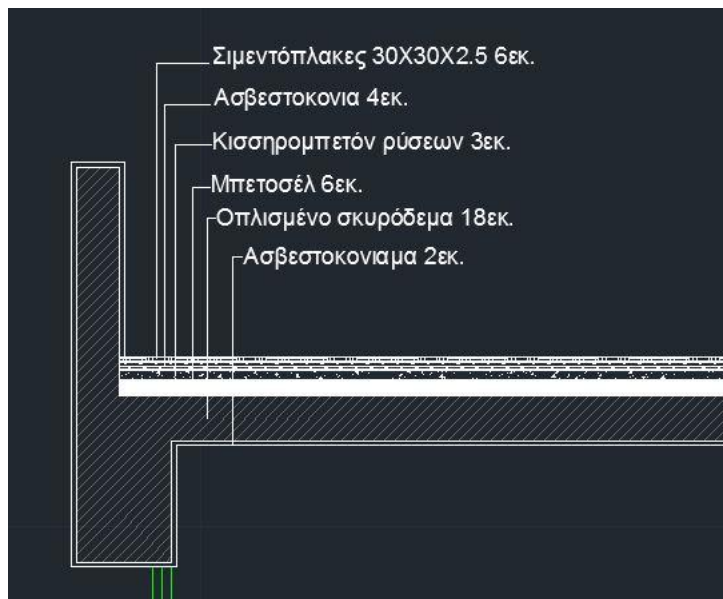 Σιμεντόπλακες 30Χ30Χ2.5 6εκ.
Ασβεστοκονια 4εκ.
Κισσηρομπετόν ρύσεων 3εκ.
Μπετοσέλ 6εκ.
Οπλισμένο σκυρόδεμα 18εκ.
Ασβεστοκονιαμα 2εκ.